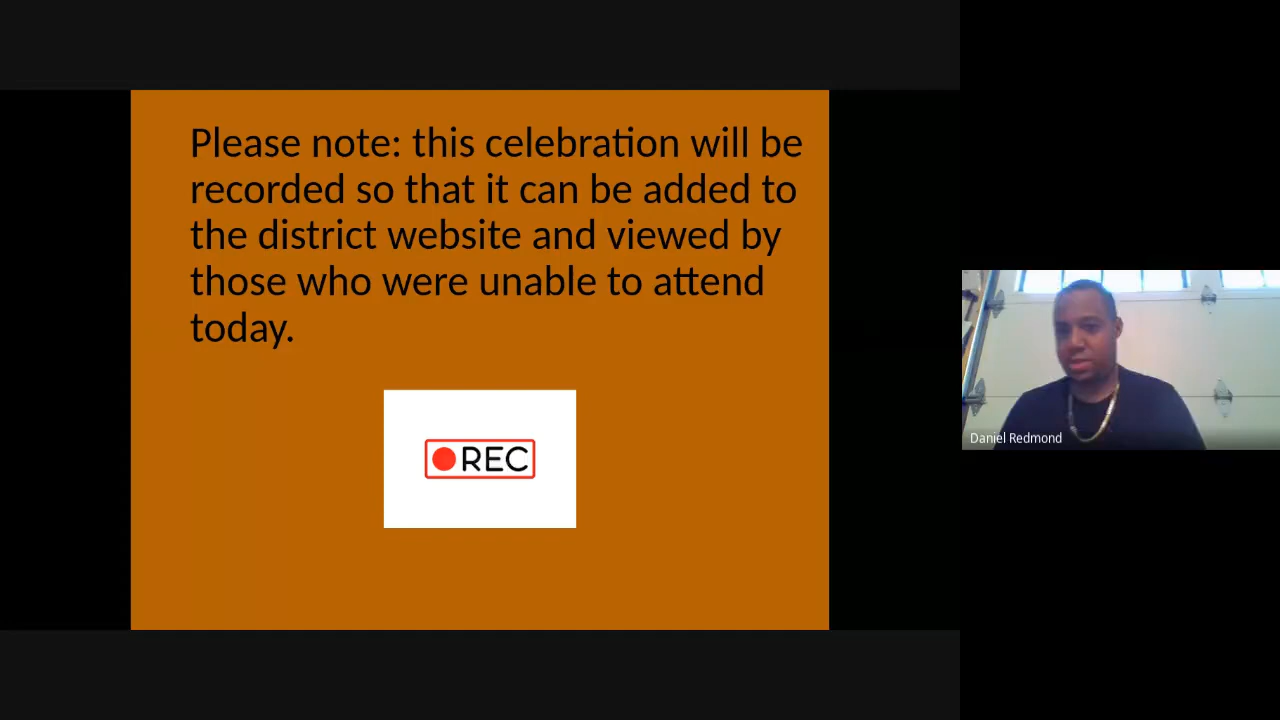 Please note: this celebration will be
recorded so that it can be added to
the district website and viewed by
those who were unable to attend
today.
REC
Daniel Redmond